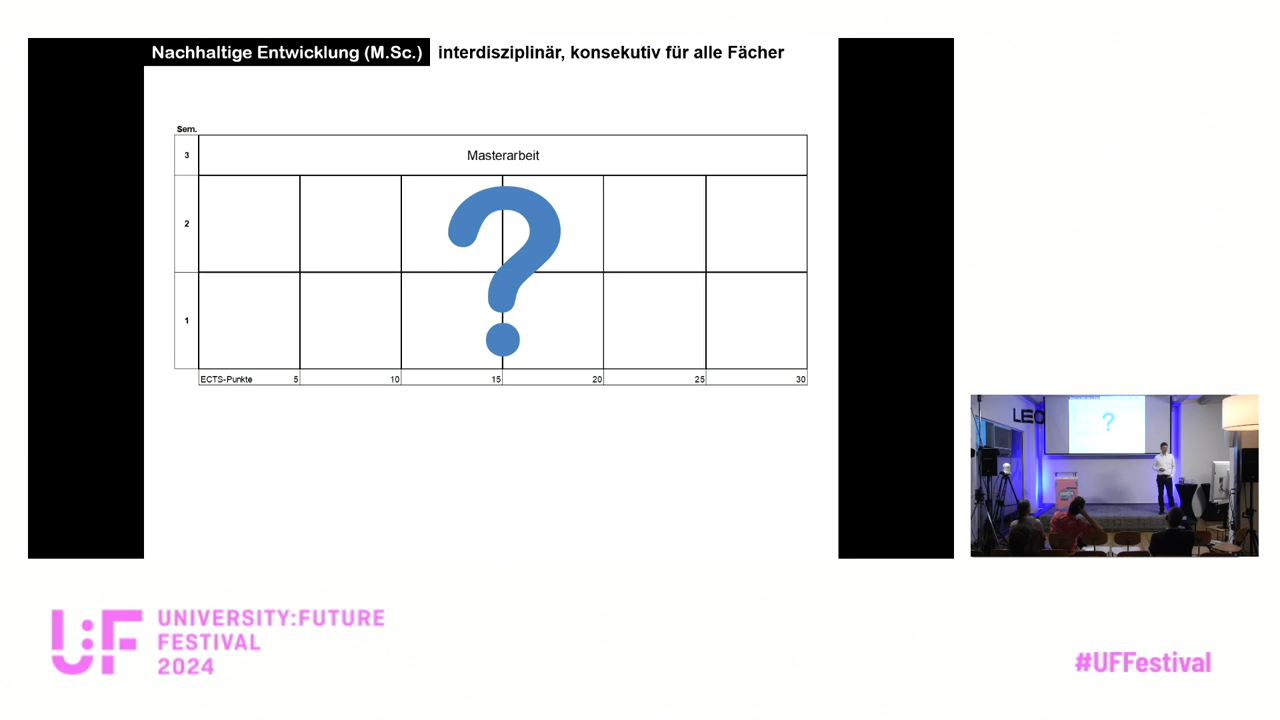 Nachhaltige Entwicklung (M.Sc.) interdisziplinär, konsekutiv für alle Fächer
Sem.
3 Masterarbeit
2
?
1
ECTS-Punkte 5 10 15 20 25 30
LEO
?
U:F UNIVERSITY:FUTURE
FESTIVAL
2024
#UFFestival